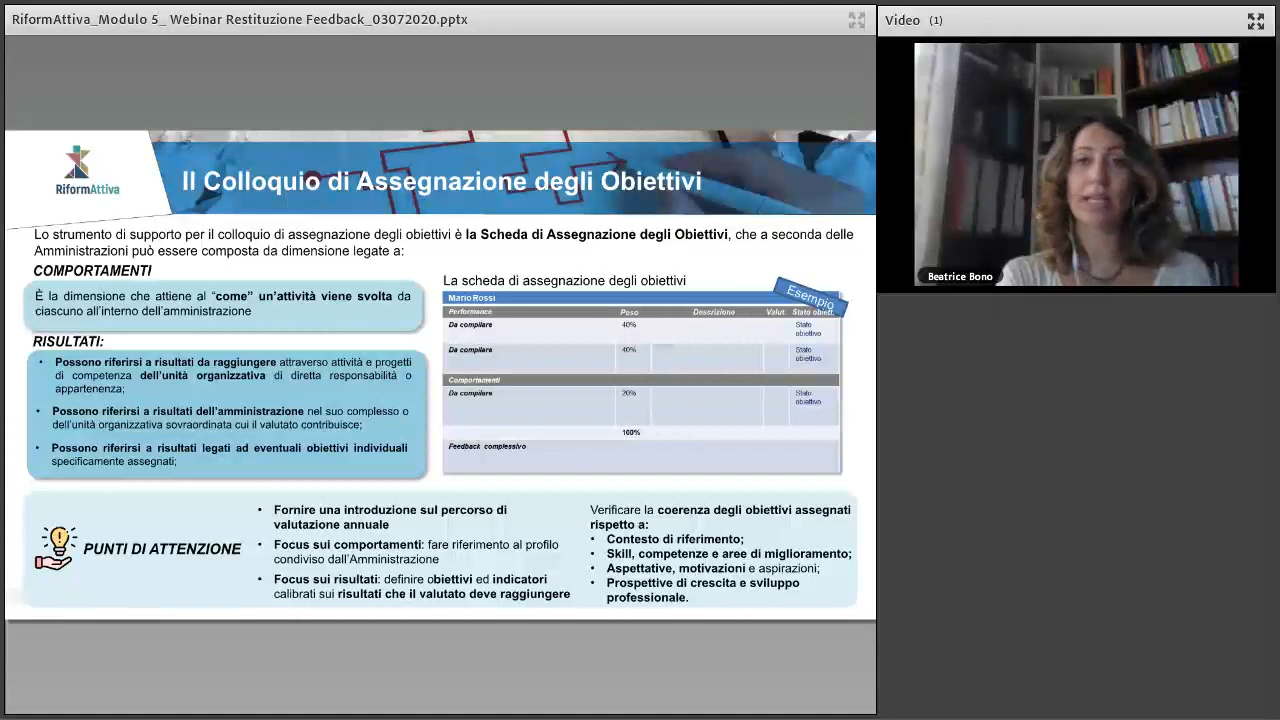 RiformAttiva_Modulo 5_ Webinar Restituzione Feedback_03072020.pptx
Video (1)
Beatrice Bono
RiformAttiva
Il Colloquio di Assegnazione degli Obiettivi
Lo strumento di supporto per il colloquio di assegnazione degli obiettivi è la Scheda di Assegnazione degli Obiettivi, che a seconda delle
Amministrazioni può essere composta da dimensione legate a:
COMPORTAMENTI
È la dimensione che attiene al “come” un’attività viene svolta da
ciascuno all’interno dell’amministrazione
RISULTATI:
• Possono riferirsi a risultati da raggiungere attraverso attività e progetti
di competenza dell’unità organizzativa di diretta responsabilità o
appartenenza;
• Possono riferirsi a risultati dell’amministrazione nel suo complesso o
dell’unità organizzativa sovraordinata cui il valutato contribuisce;
• Possono riferirsi a risultati legati ad eventuali obiettivi individuali
specificamente assegnati;
La scheda di assegnazione degli obiettivi
Esempio
Mario Rossi
Performance Peso Descrizione Valut Stato obiett.
Da compilare 40% Stato
obiettivo
Da compilare 40% Stato
obiettivo
Comportamenti
Da compilare 20% Stato
obiettivo
100%
Feedback complessivo
PUNTI DI ATTENZIONE
• Fornire una introduzione sul percorso di
valutazione annuale
• Focus sui comportamenti: fare riferimento al profilo
condiviso dall’Amministrazione
• Focus sui risultati: definire obiettivi ed indicatori
calibrati sui risultati che il valutato deve raggiungere
Verificare la coerenza degli obiettivi assegnati
rispetto a:
• Contesto di riferimento;
• Skill, competenze e aree di miglioramento;
• Aspettative, motivazioni e aspirazioni;
• Prospettive di crescita e sviluppo
professionale.